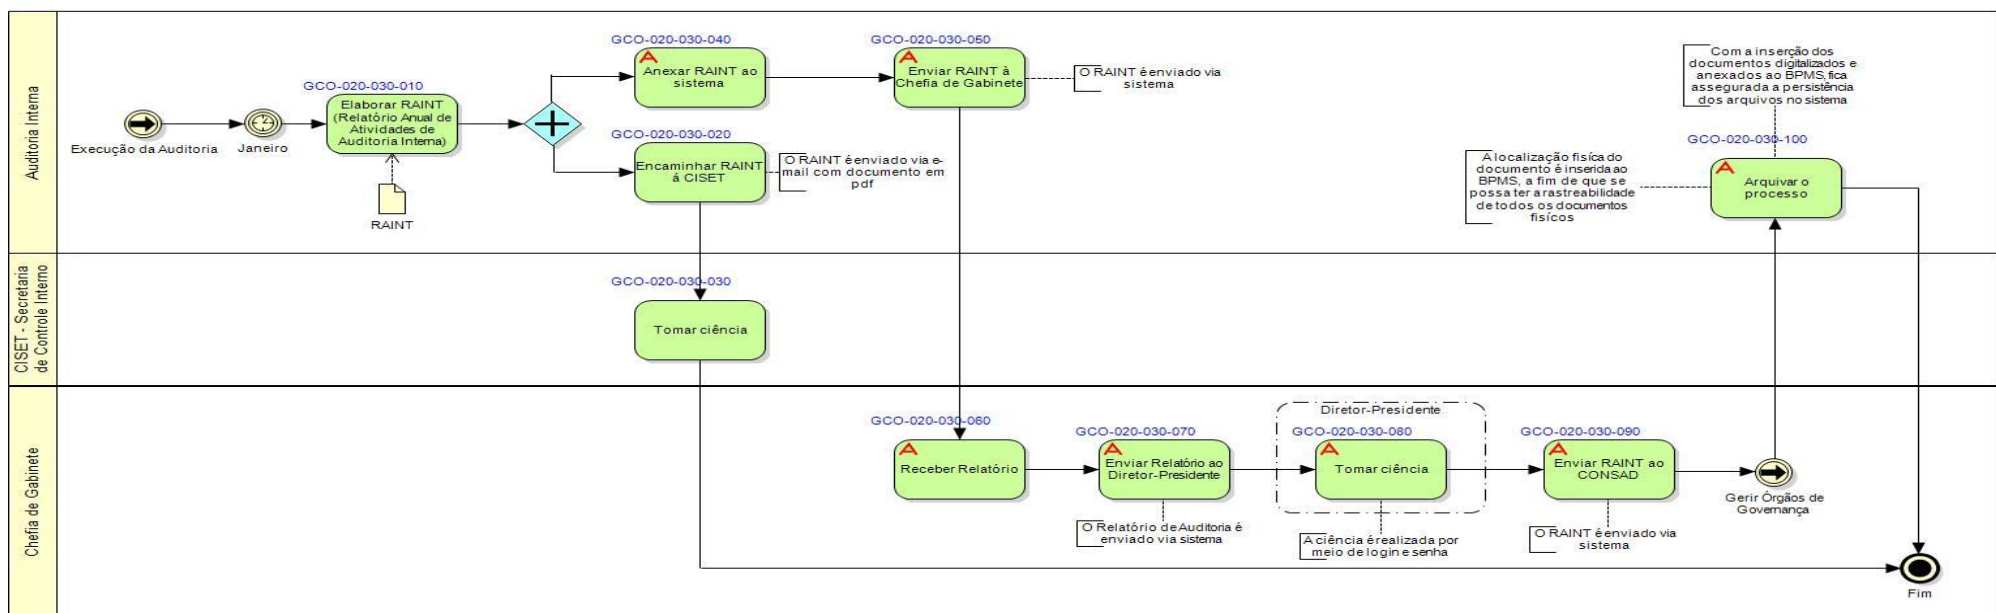 Auditoria Interna
Execução da Auditoria
Janeiro
GCO-020-030-010
Elaborar RAINT
(Relatório Anual de
Atividades de
Auditoria Interna)
RAINT
GCO-020-030-040
Anexar RAINT ao
sistema
GCO-020-030-050
Enviar RAINT à
Chefia de Gabinete
O RAINT é enviado via
sistema
GCO-020-030-020
Encaminhar RAINT
á CISET
O RAINT é enviado via e-
mail com documento em
pdf
Com a inserção dos
documentos digitalizados e
anexados ao BPMS, fica
assegurada a persistência
dos arquivos no sistema
GCO-020-030-100
Arquivar o
processo
A localização fisíca do
documento é inserida ao
BPMS, a fim de que se
possa ter a rastreabilidade
de todos os documentos
fisícos
CISET - Secretaria
de Controle Interno
GCO-020-030-030
Tomar ciência
Chefia de Gabinete
GCO-020-030-060
Receber Relatório
GCO-020-030-070
Enviar Relatório ao
Diretor-Presidente
O Relatório de Auditoria é
enviado via sistema
Diretor-Presidente
GCO-020-030-080
Tomar ciência
A ciência é realizada por
meio de login e senha
GCO-020-030-090
Enviar RAINT ao
CONSAD
O RAINT é enviado via
sistema
Gerir Órgãos de
Governança
Fim